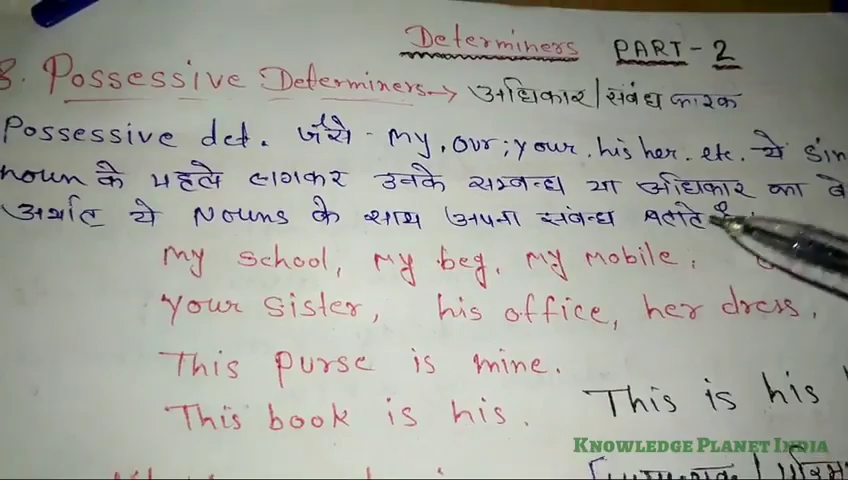 Determiners PART-2
8. Possessive Determiners → अधिकार/संबंध कारक
Possessive det. जैसे - my, our, your, his her. etc. ये Sin
noun के पहले लगकर उनके सम्बन्ध या अधिकार का
अर्थात ये Nouns के साथ अपना संबंध बताते है
my school, my beg, my mobile.
your sister, his office, her dress.
This purse is mine.
This book is his. This is his
KNOWLEDGE PLANET INDIA